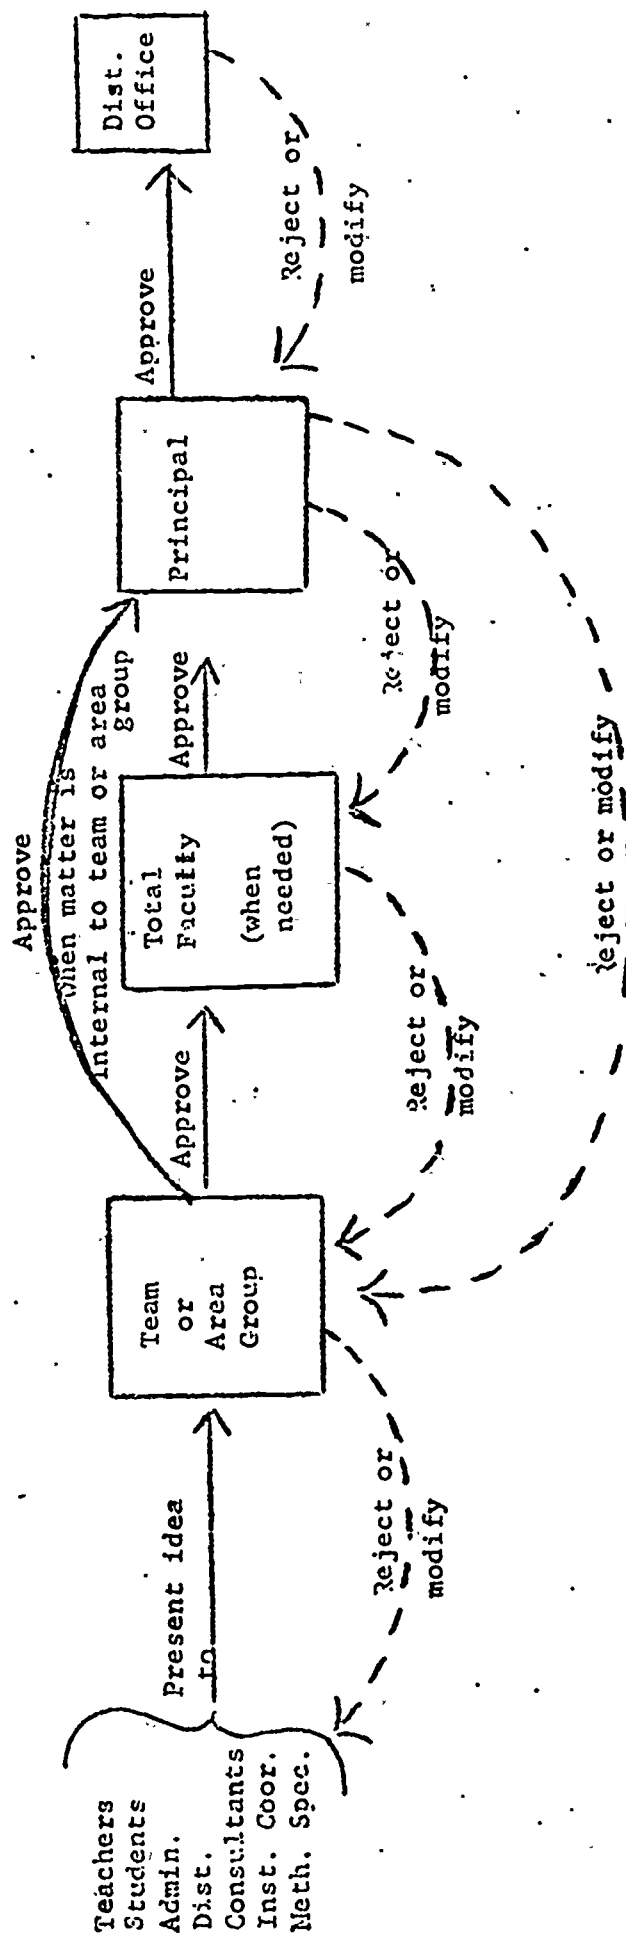 Teachers
Students
Admin.
Dist.
Consultants
Inst. Coor.
Meth. Spec.
Present idea
to
Reject or
modify
Team
or
Area
Group
Approve
Reject or
modify
Approve
When matter is
internal to team or area
group
Total
Faculty
(when
needed)
Approve
Reject or
modify
Reject or modify
Principal
Approve
Reject or
modify
Dist.
Office